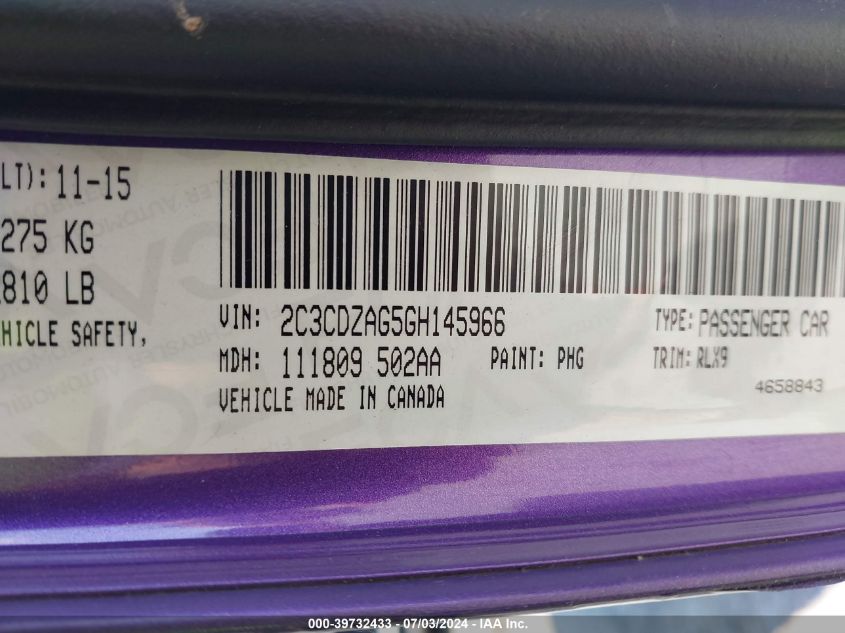 LT): 11-15
275 KG
810 LB
HICLE SAFETY,
VIN: 2C3CDZAG5GH145966
TYPE: PASSENGER CAR
MDH: 111809 502AA
PAINT: PHG
TRIM: RLX9
VEHICLE MADE IN CANADA
4658843
000-39732433 - 07/03/2024 - IAA Inc.